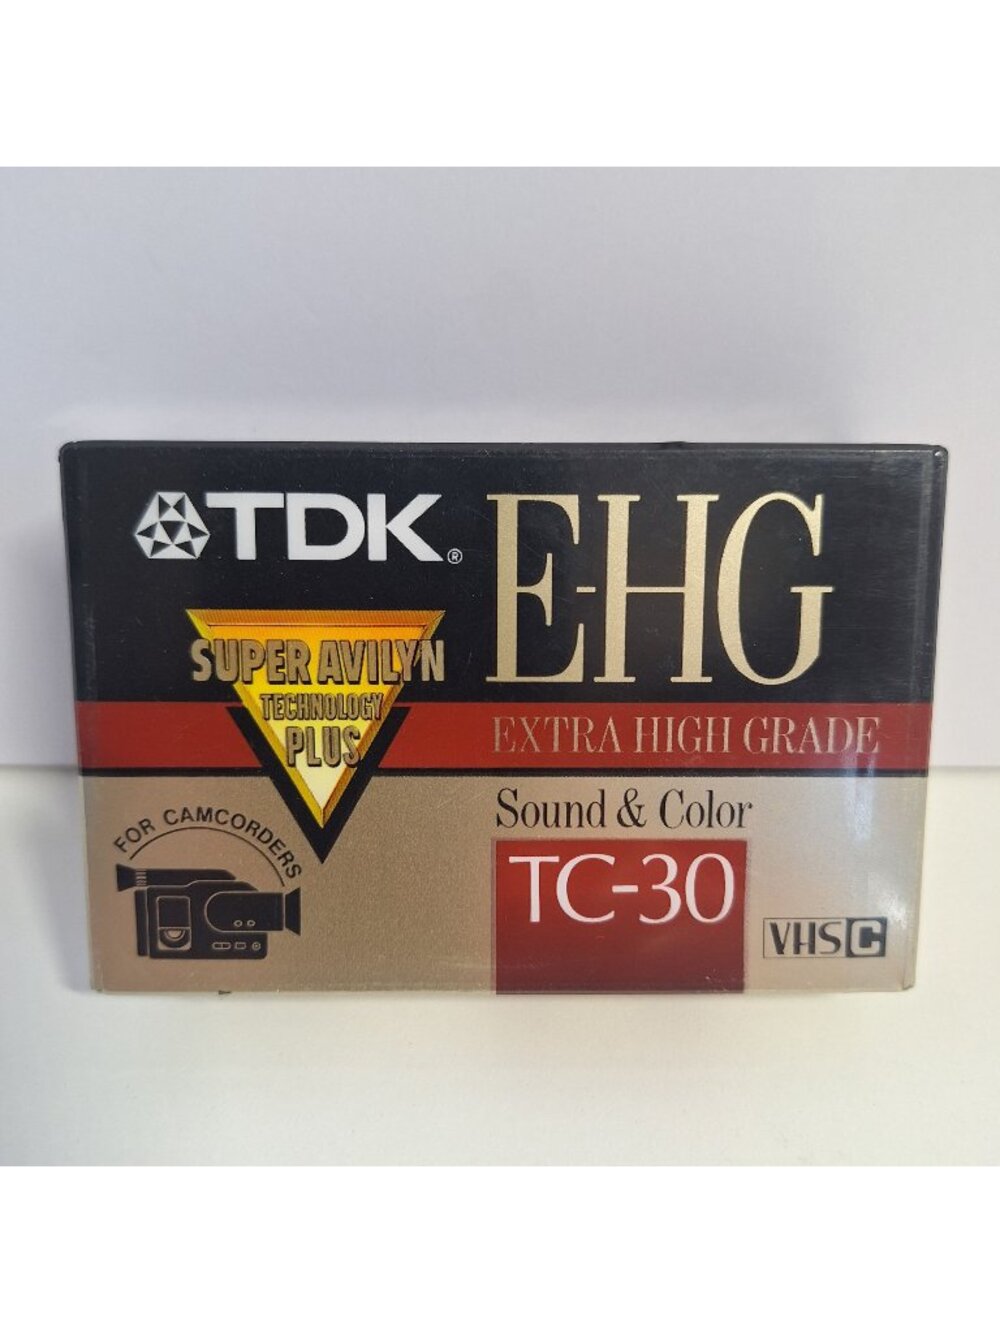 TDK®
E-HG
SUPER AVILYN
TECHNOLOGY
PLUS
EXTRA HIGH GRADE
FOR CAMCORDERS
Sound & Color
TC-30
VHS C